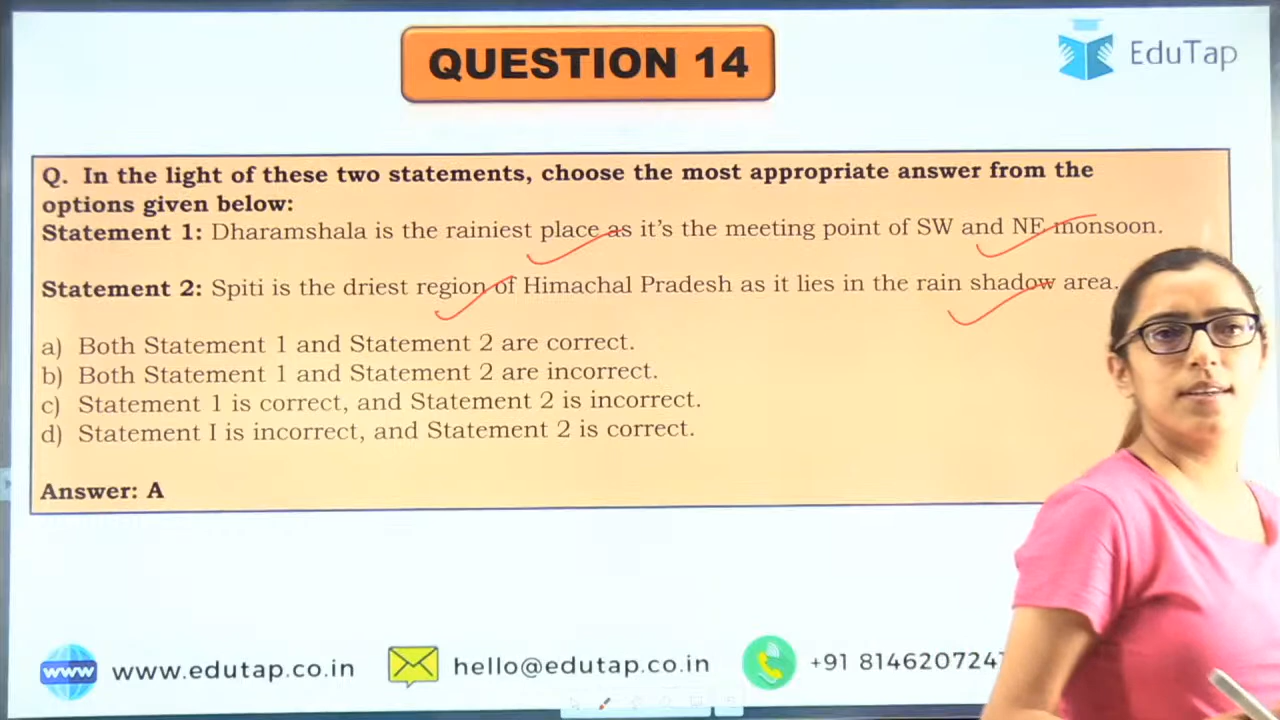 QUESTION 14
EduTap
Q. In the light of these two statements, choose the most appropriate answer from the
options given below:
Statement 1: Dharamshala is the rainiest place as it's the meeting point of SW and NE monsoon.
Statement 2: Spiti is the driest region of Himachal Pradesh as it lies in the rain shadow area.
a) Both Statement 1 and Statement 2 are correct.
b) Both Statement 1 and Statement 2 are incorrect.
c) Statement 1 is correct, and Statement 2 is incorrect.
d) Statement I is incorrect, and Statement 2 is correct.
Answer: A
www www.edutap.co.in hello@edutap.co.in +91 814620724